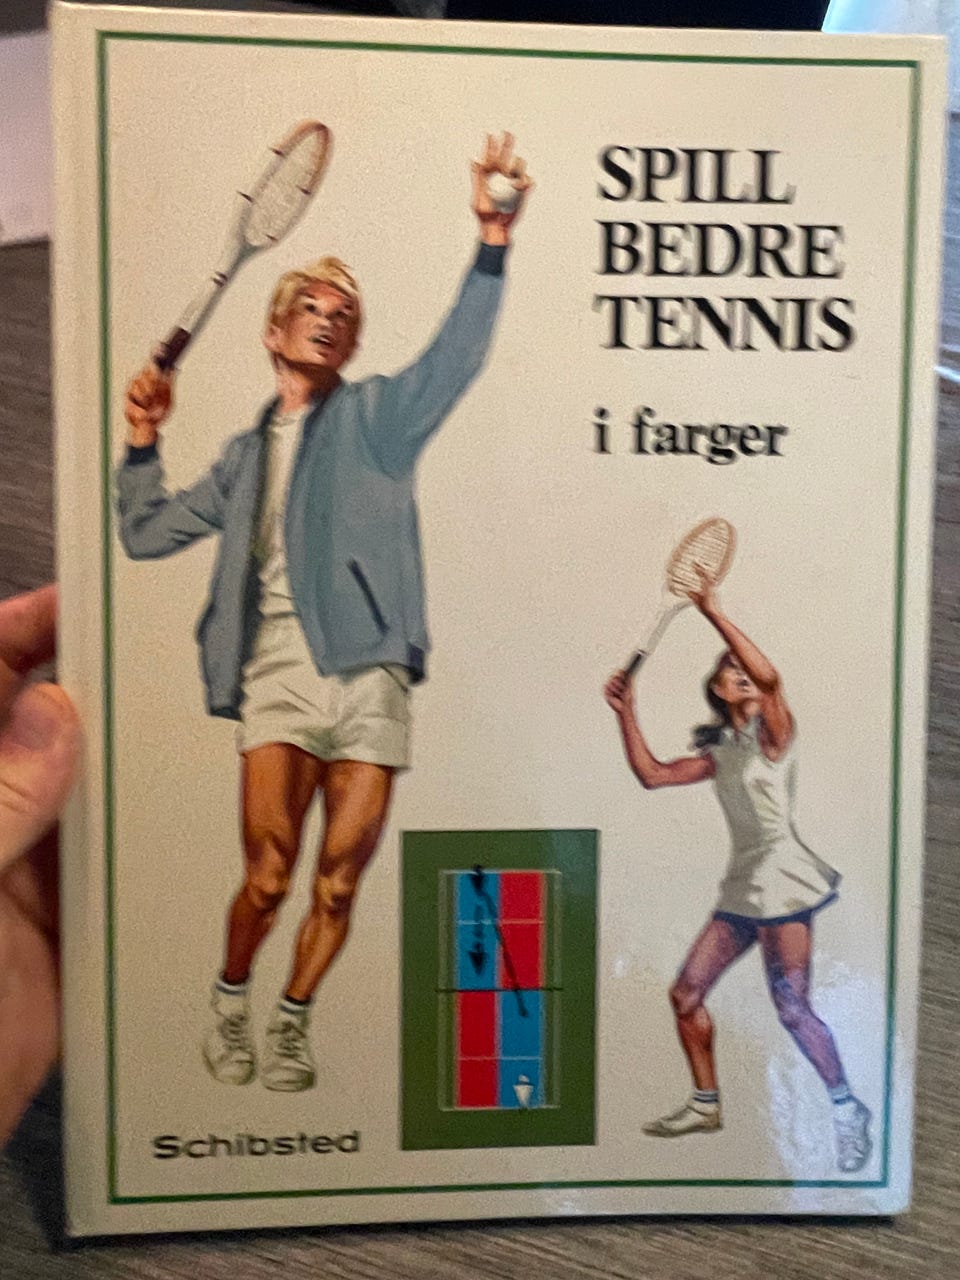 SPILL
BEDRE
TENNIS
i farger
Schibsted